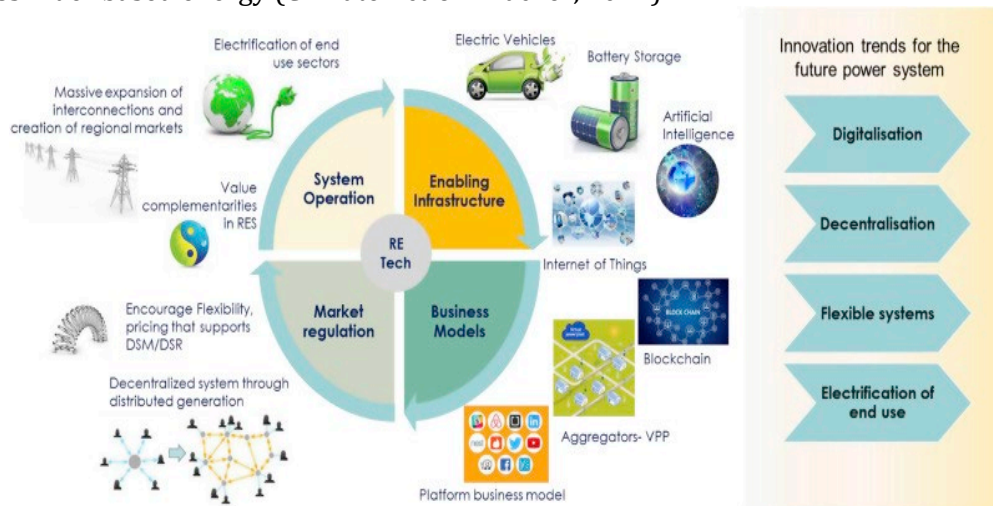 Electrification of end
use sectors
Massive expansion of
interconnections and
creation of regional markets
Value
complementarities
in RES
Encourage Flexibility,
pricing that supports
DSM/DSR
Decentralized system through
distributed generation
System
Operation
Enabling
Infrastructure
RE
Tech
Market
regulation
Business
Models
Electric Vehicles
Battery Storage
Artificial
Intelligence
Internet of Things
BLOCK CHAIN
Blockchain
Aggregators- VPP
nest
Platform business model
Innovation trends for the
future power system
Digitalisation
Decentralisation
Flexible systems
Electrification of
end use